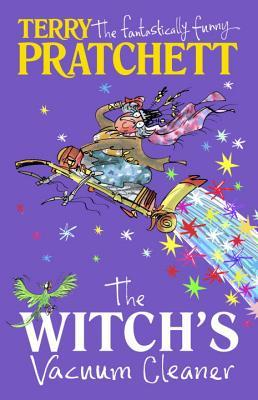 TERRY The fantastically funny
PRATCHETT
The
WITCH'S
Vacuum Cleaner